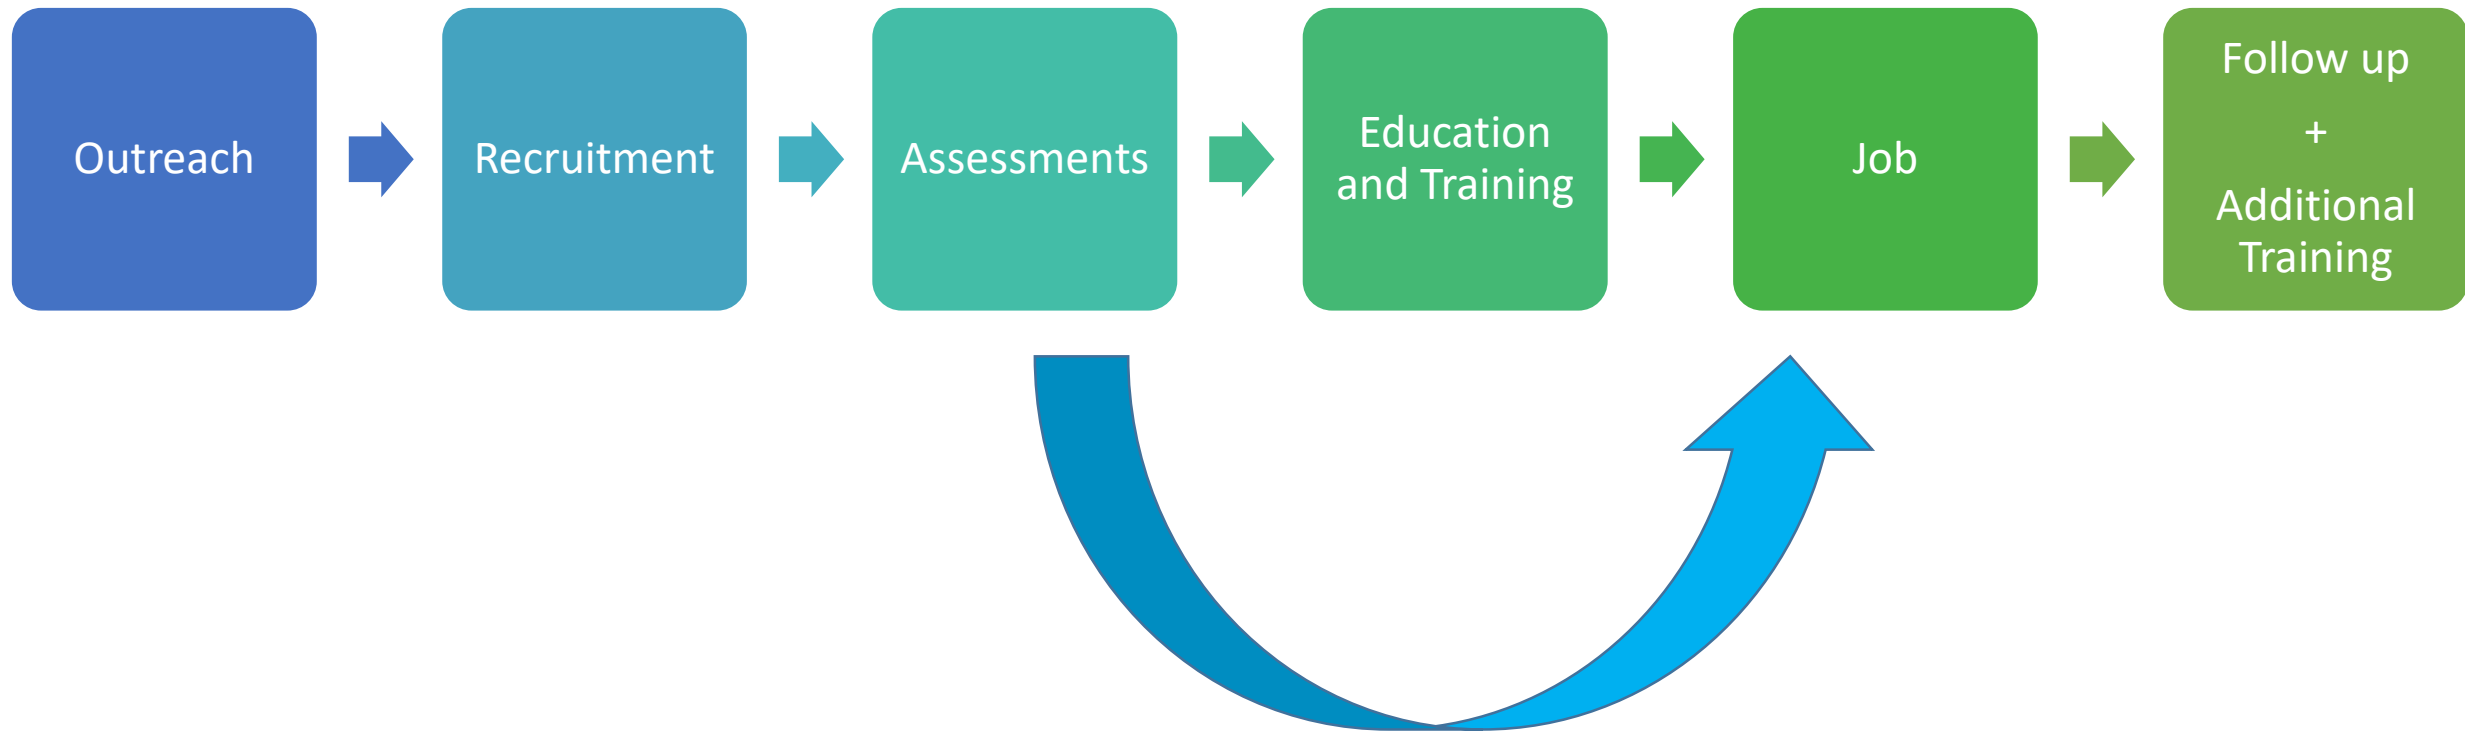 Outreach
Recruitment
Assessments
Education
and Training
Job
Follow up
+
Additional
Training